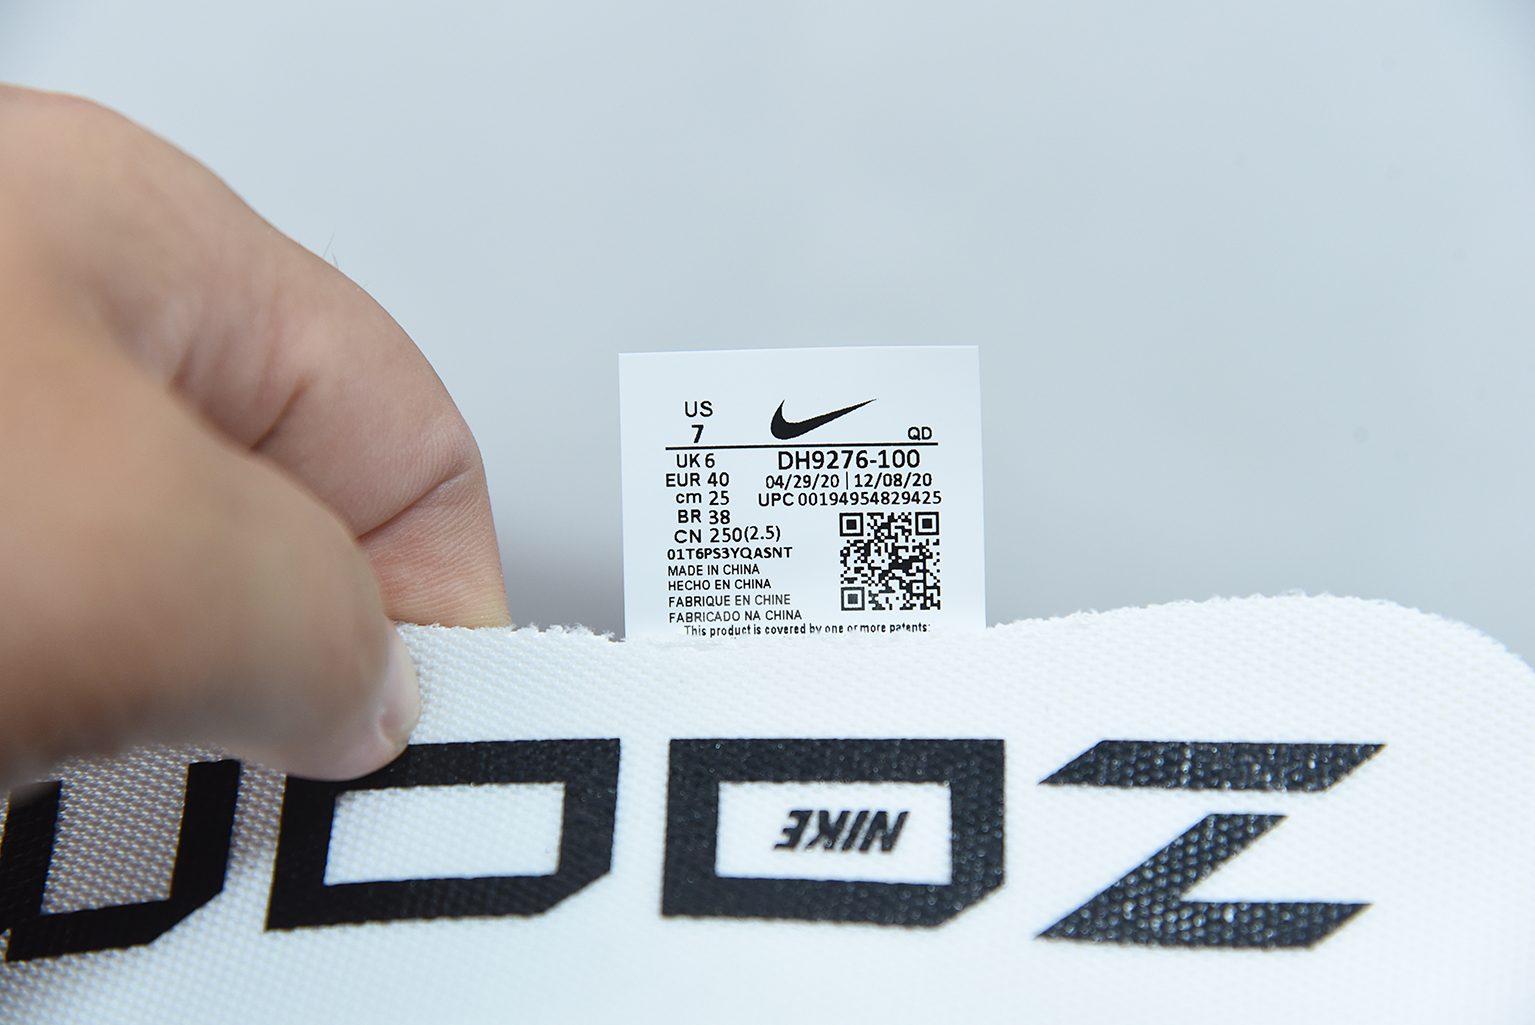 US
7
QD
UK 6
DH9276-100
EUR 40
04/29/20 | 12/08/20
cm 25
UPC 00194954829425
BR 38
CN 250(2.5)
01T6PS3YQASNT
MADE IN CHINA
HECHO EN CHINA
FABRIQUE EN CHINE
FABRICADO NA CHINA
This product is covered by one or more patents:
NIKE